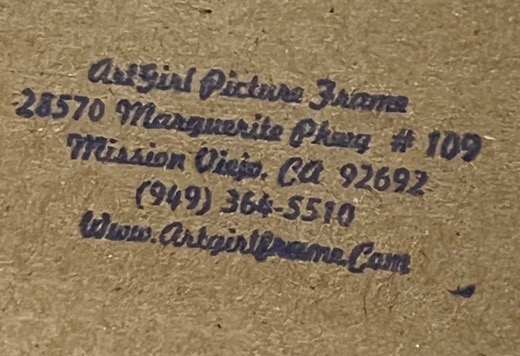 ArtGirl Picture Frame
28570 Marguerite Pkwy # 109
Mission Viejo, CA 92692
(949) 364-5510
Www.Artgirlframe.Com